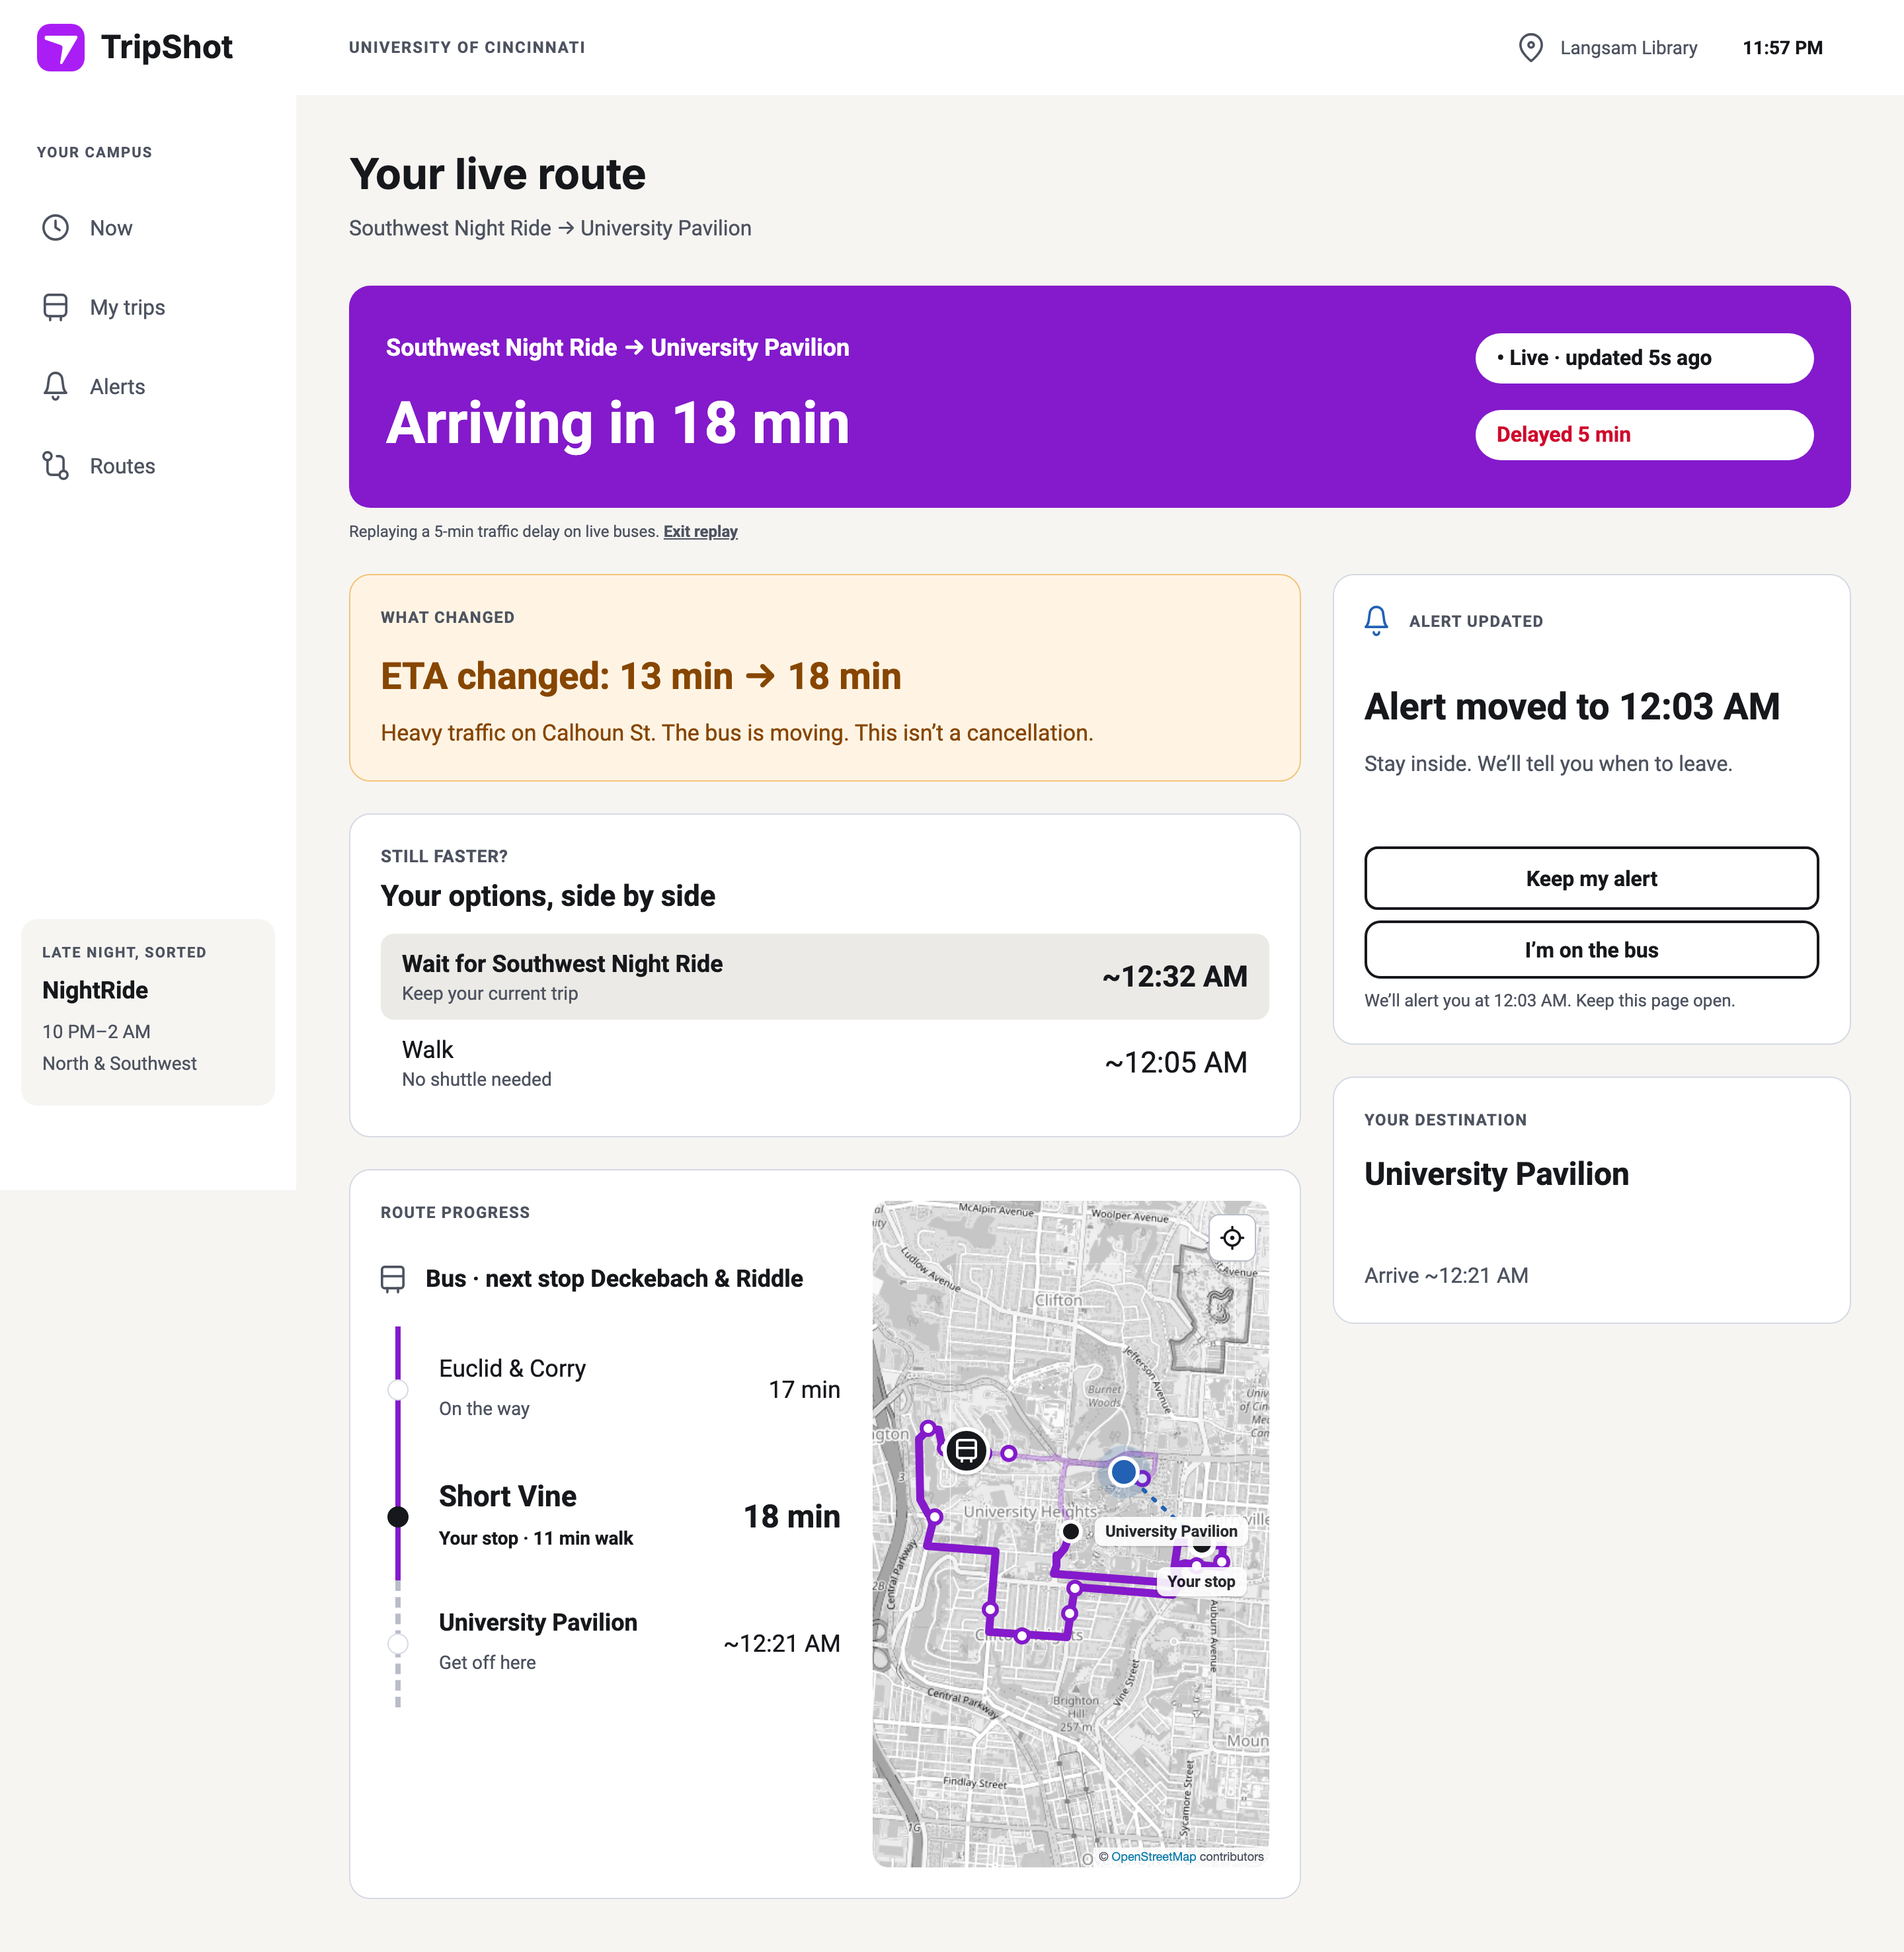 TripShot
UNIVERSITY OF CINCINNATI
Langsam Library
11:57 PM
YOUR CAMPUS
Now
My trips
Alerts
Routes
LATE NIGHT, SORTED
NightRide
10 PM–2 AM
North & Southwest
Your live route
Southwest Night Ride → University Pavilion
Southwest Night Ride → University Pavilion
Arriving in 18 min
• Live · updated 5s ago
Delayed 5 min
Replaying a 5-min traffic delay on live buses. Exit replay
WHAT CHANGED
ETA changed: 13 min → 18 min
Heavy traffic on Calhoun St. The bus is moving. This isn’t a cancellation.
STILL FASTER?
Your options, side by side
Wait for Southwest Night Ride
Keep your current trip
~12:32 AM
Walk
No shuttle needed
~12:05 AM
ROUTE PROGRESS
Bus · next stop Deckebach & Riddle
Euclid & Corry
On the way
17 min
Short Vine
Your stop · 11 min walk
18 min
University Pavilion
Get off here
~12:21 AM
McAlpin Avenue
Woolper Avenue
Ludlow Avenue
Clifton
Jefferson Avenue
Burnet
Woods
University Heights
University Pavilion
Your stop
Central Parkway
Auburn Avenue
Central Parkway
Brighton
Hill
257 m
Vine Street
Moun
Findlay Street
Sycamore Street
© OpenStreetMap contributors
ALERT UPDATED
Alert moved to 12:03 AM
Stay inside. We’ll tell you when to leave.
Keep my alert
I’m on the bus
We’ll alert you at 12:03 AM. Keep this page open.
YOUR DESTINATION
University Pavilion
Arrive ~12:21 AM